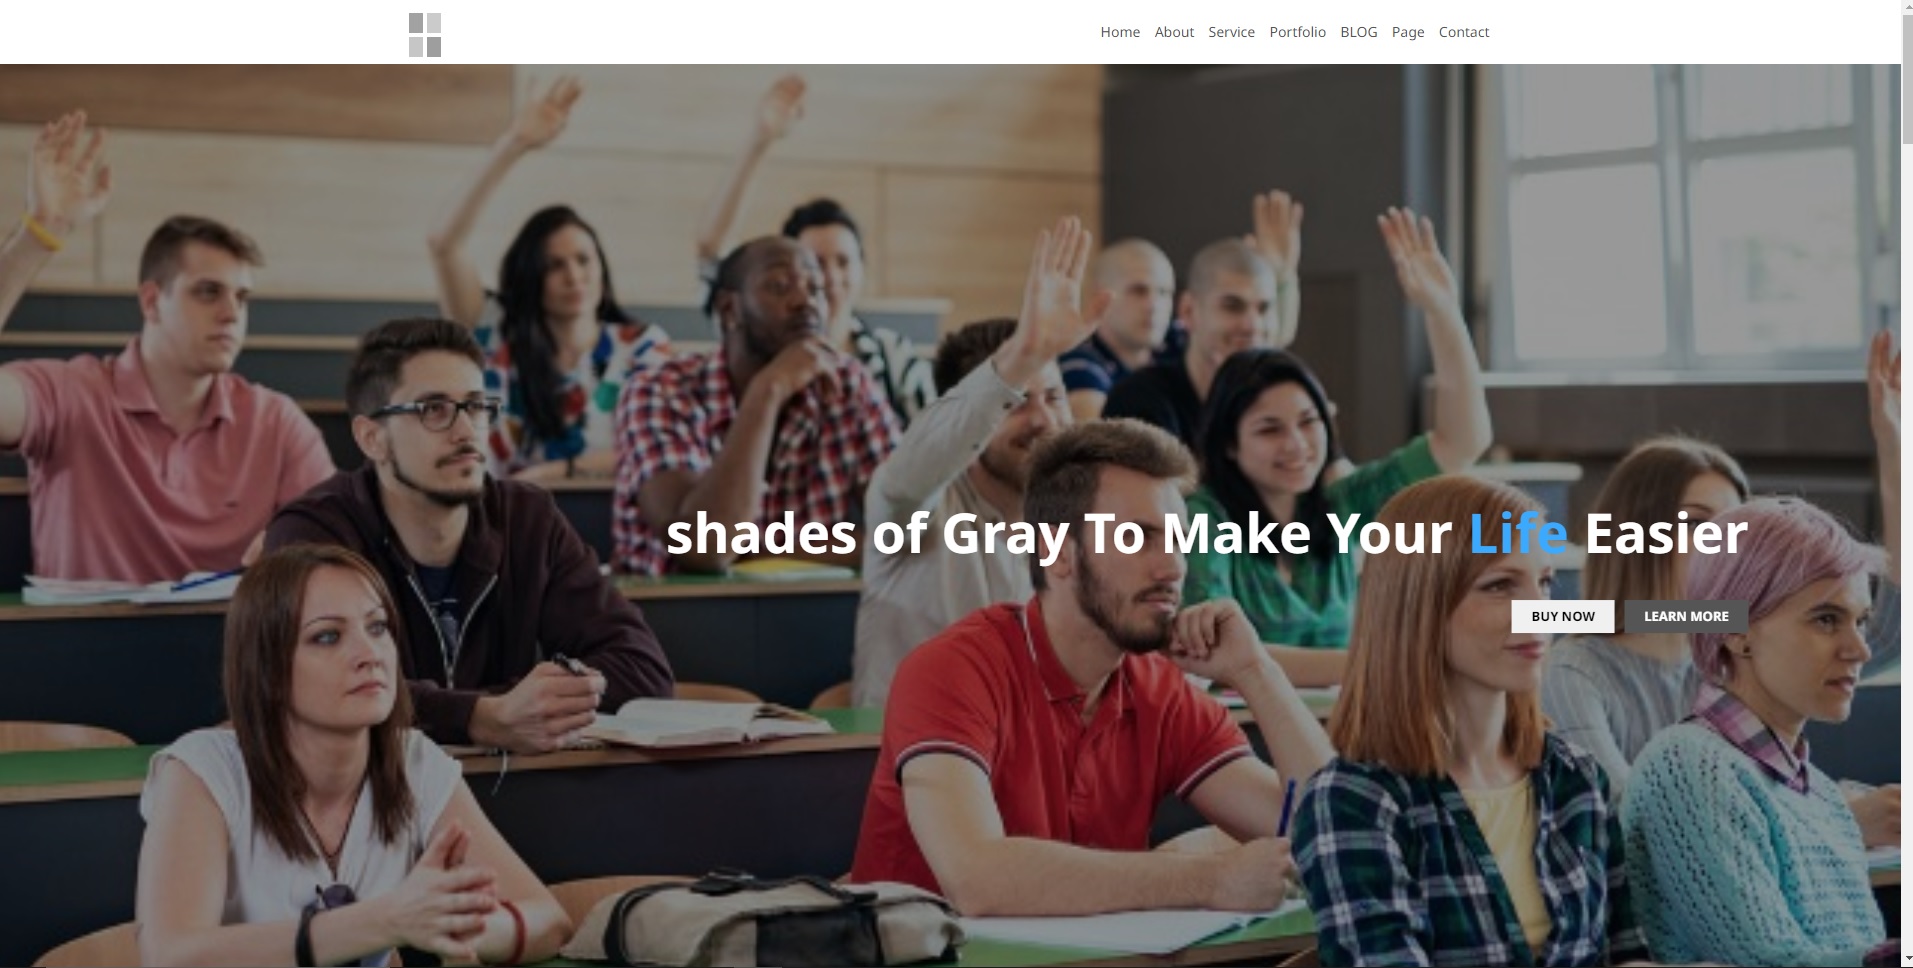 Home About Service Portfolio BLOG Page Contact
shades of Gray To Make Your Life Easier
BUY NOW LEARN MORE